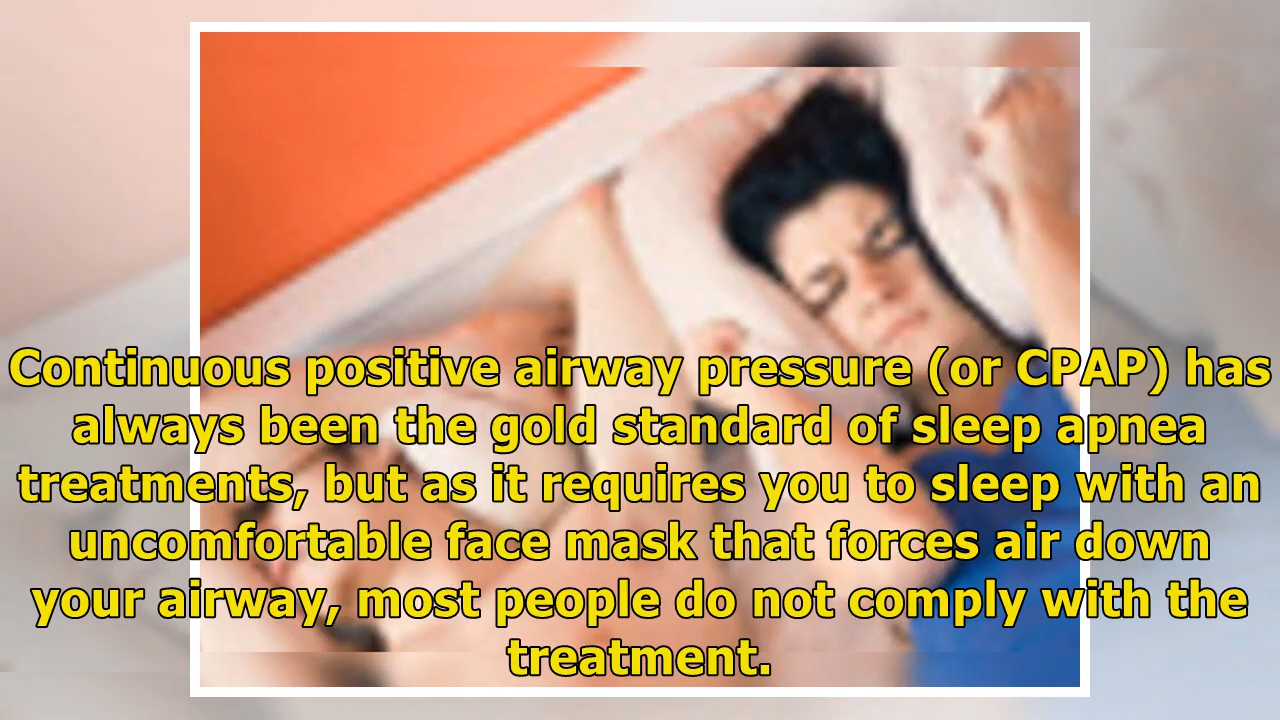 Continuous positive airway pressure (or CPAP) has
always been the gold standard of sleep apnea
treatments, but as it requires you to sleep with an
uncomfortable face mask that forces air down
your airway, most people do not comply with the
treatment.